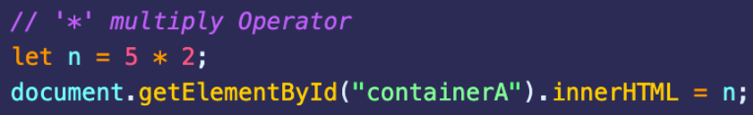 // '*' multiply Operator
let n = 5 * 2;
document.getElementById("containerA").innerHTML = n;